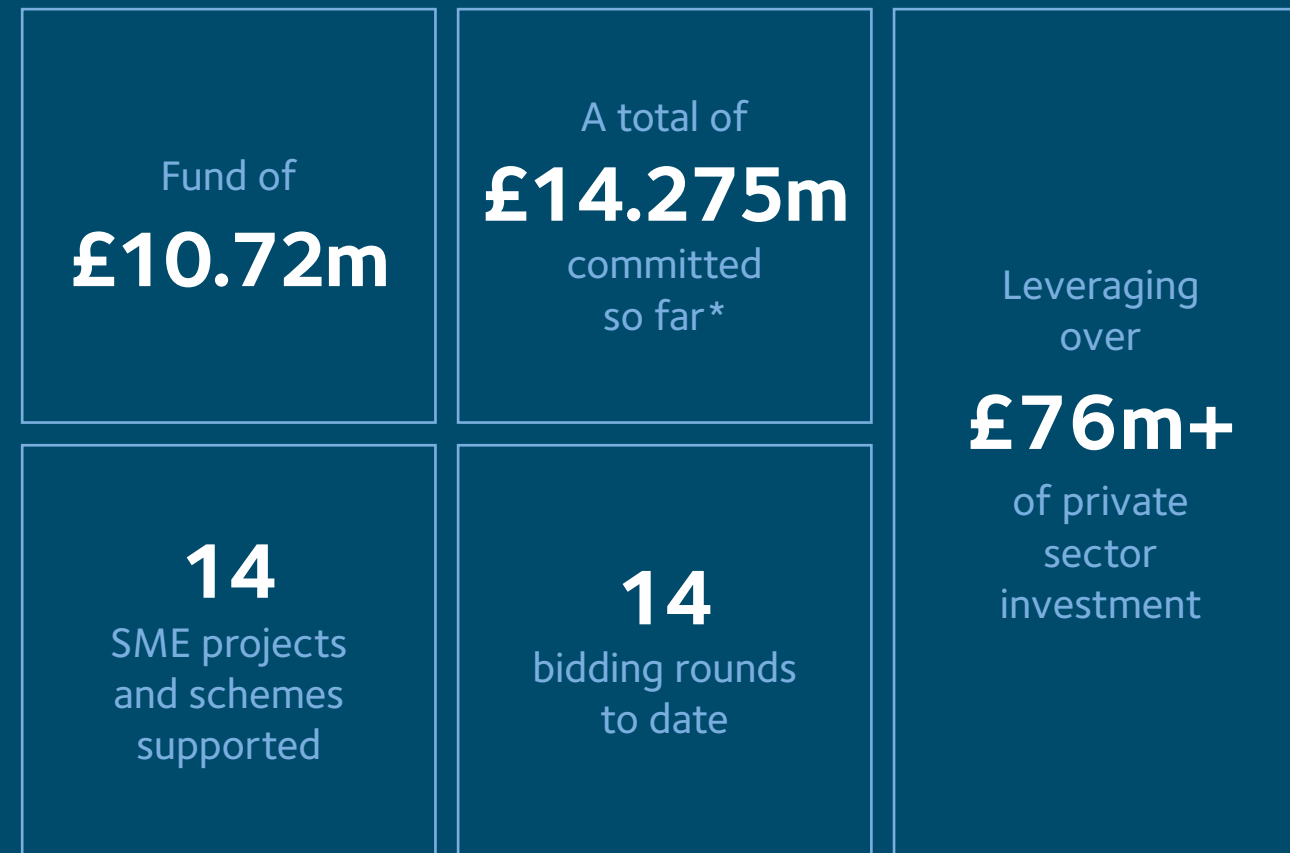 Fund of
£10.72m
A total of
£14.275m
committed
so far*
Leveraging
over
£76m+
of private
sector
investment
14
SME projects
and schemes
supported
14
bidding rounds
to date